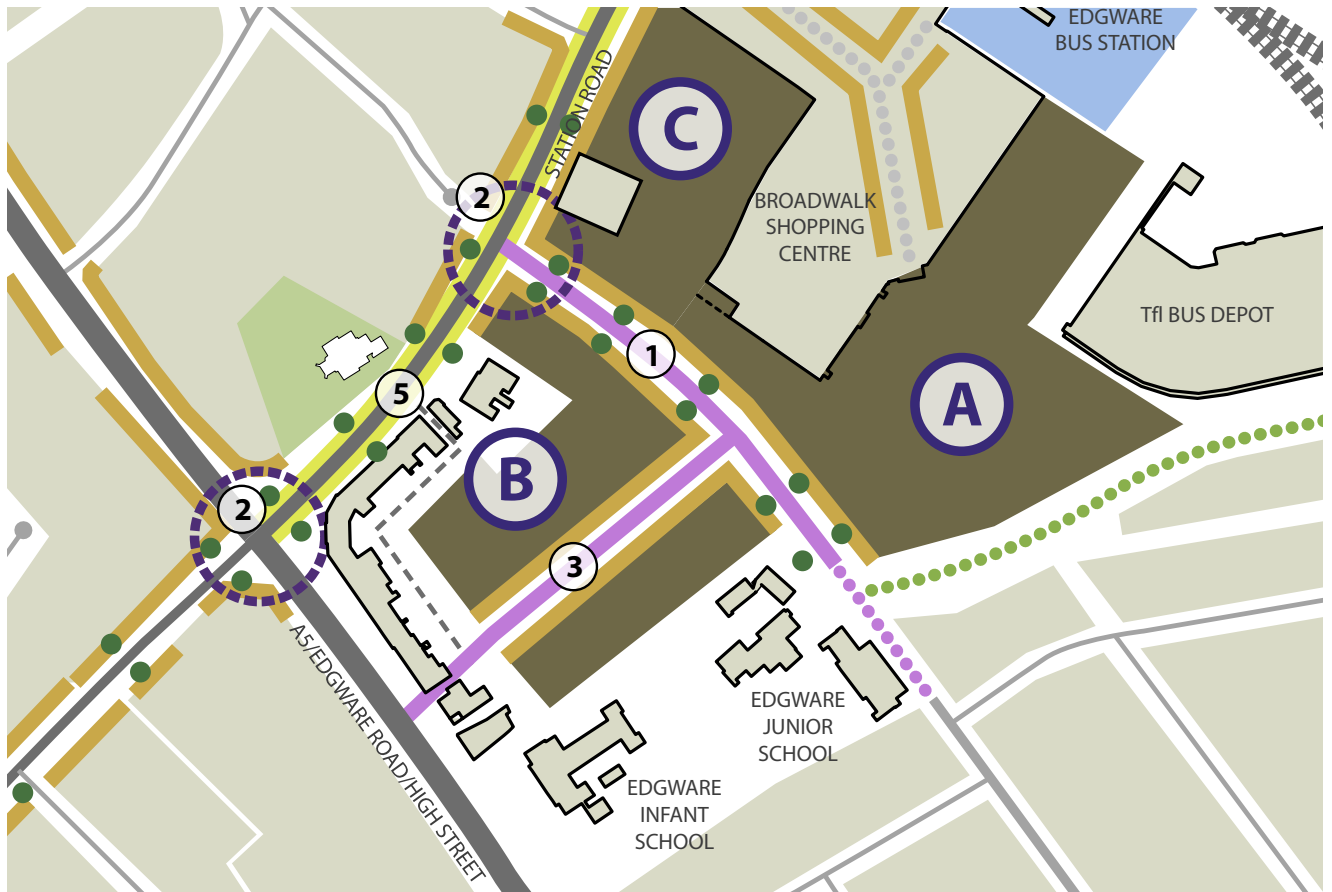 EDGWARE
BUS STATION
STATION ROAD
C
2
BROADWALK
SHOPPING
CENTRE
Tfl BUS DEPOT
1
5
A
B
2
3
A5/EDGWARE ROAD/HIGH STREET
EDGWARE
JUNIOR
SCHOOL
EDGWARE
INFANT
SCHOOL